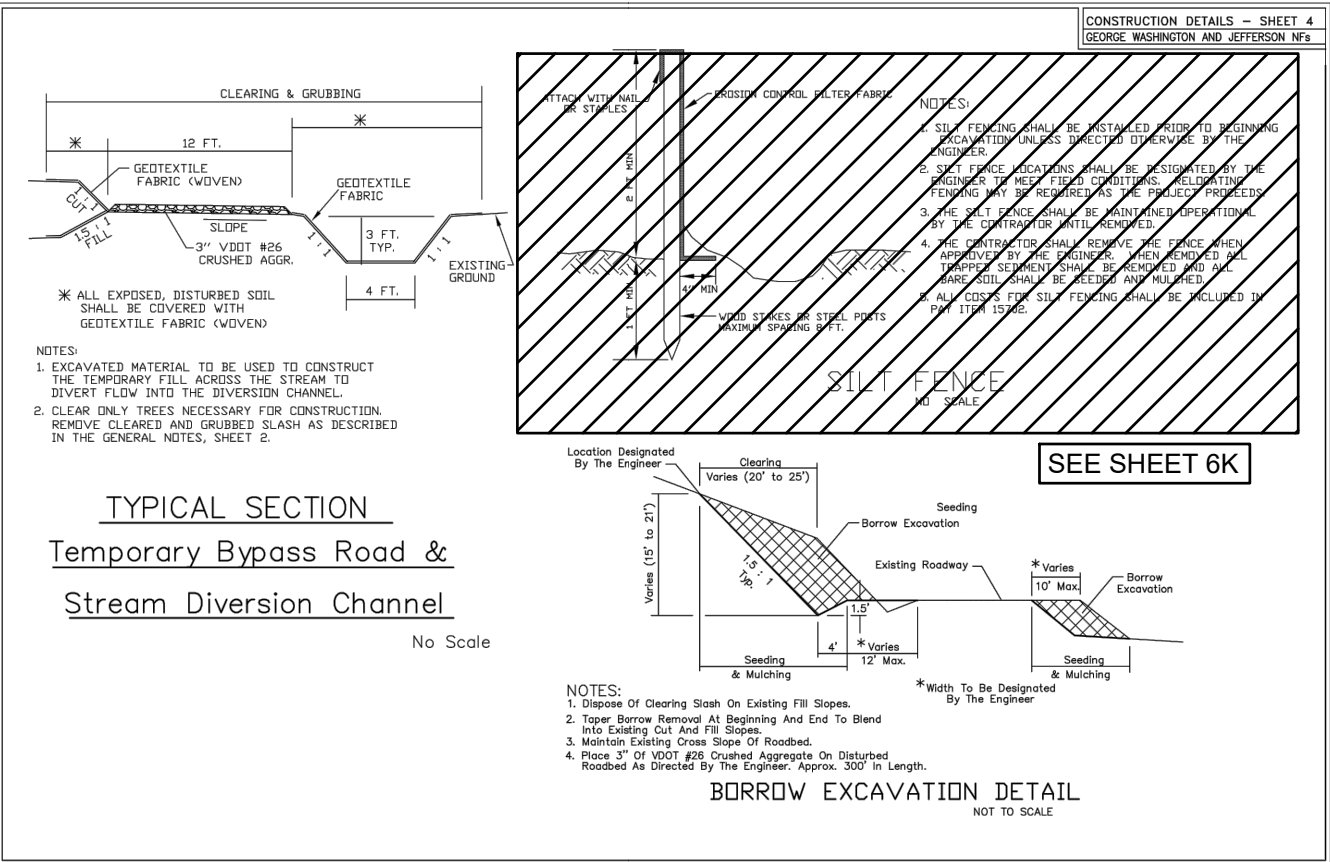 CONSTRUCTION DETAILS – SHEET 4
GEORGE WASHINGTON AND JEFFERSON NFs
CLEARING & GRUBBING
*
*
12 FT.
GEOTEXTILE
FABRIC (WOVEN)
GEOTEXTILE
FABRIC
1 : 1
CUT
1.5 : 1
FILL
SLOPE
3" VDOT #26
CRUSHED AGGR.
1 : 1
3 FT.
TYP.
1 : 1
4 FT.
EXISTING
GROUND
* ALL EXPOSED, DISTURBED SOIL
SHALL BE COVERED WITH
GEOTEXTILE FABRIC (WOVEN)
NOTES:
1. EXCAVATED MATERIAL TO BE USED TO CONSTRUCT
THE TEMPORARY FILL ACROSS THE STREAM TO
DIVERT FLOW INTO THE DIVERSION CHANNEL.
2. CLEAR ONLY TREES NECESSARY FOR CONSTRUCTION.
REMOVE CLEARED AND GRUBBED SLASH AS DESCRIBED
IN THE GENERAL NOTES, SHEET 2.
TYPICAL SECTION
Temporary Bypass Road &
Stream Diversion Channel
No Scale
ATTACH WITH NAIL
OR STAPLES
EROSION CONTROL FILTER FABRIC
2 FT MIN
1 FT MIN
4" MIN
WOOD STAKES OR STEEL POSTS
MAXIMUM SPACING 8 FT.
NOTES:
1. SILT FENCING SHALL BE INSTALLED PRIOR TO BEGINNING
EXCAVATION UNLESS DIRECTED OTHERWISE BY THE
ENGINEER.
2. SILT FENCE LOCATIONS SHALL BE DESIGNATED BY THE
ENGINEER TO MEET FIELD CONDITIONS. RELOCATING
FENCING MAY BE REQUIRED AS THE PROJECT PROCEEDS.
3. THE SILT FENCE SHALL BE MAINTAINED OPERATIONAL
BY THE CONTRACTOR UNTIL REMOVED.
4. THE CONTRACTOR SHALL REMOVE THE FENCE WHEN
APPROVED BY THE ENGINEER. WHEN REMOVED ALL
TRAPPED SEDIMENT SHALL BE REMOVED AND ALL
BARE SOIL SHALL BE SEEDED AND MULCHED.
5. ALL COSTS FOR SILT FENCING SHALL BE INCLUDED IN
PAY ITEM 15702.
SILT FENCE
NO SCALE
SEE SHEET 6K
Location Designated
By The Engineer
Clearing
Varies (20' to 25')
Varies (15' to 21')
1.5 : 1
Typ.
Seeding
Borrow Excavation
Existing Roadway
* Varies
10' Max.
Borrow
Excavation
1.5'
4'
* Varies
12' Max.
Seeding
& Mulching
Seeding
& Mulching
*Width To Be Designated
By The Engineer
NOTES:
1. Dispose Of Clearing Slash On Existing Fill Slopes.
2. Taper Borrow Removal At Beginning And End To Blend
Into Existing Cut And Fill Slopes.
3. Maintain Existing Cross Slope Of Roadbed.
4. Place 3" Of VDOT #26 Crushed Aggregate On Disturbed
Roadbed As Directed By The Engineer. Approx. 300' In Length.
BORROW EXCAVATION DETAIL
NOT TO SCALE